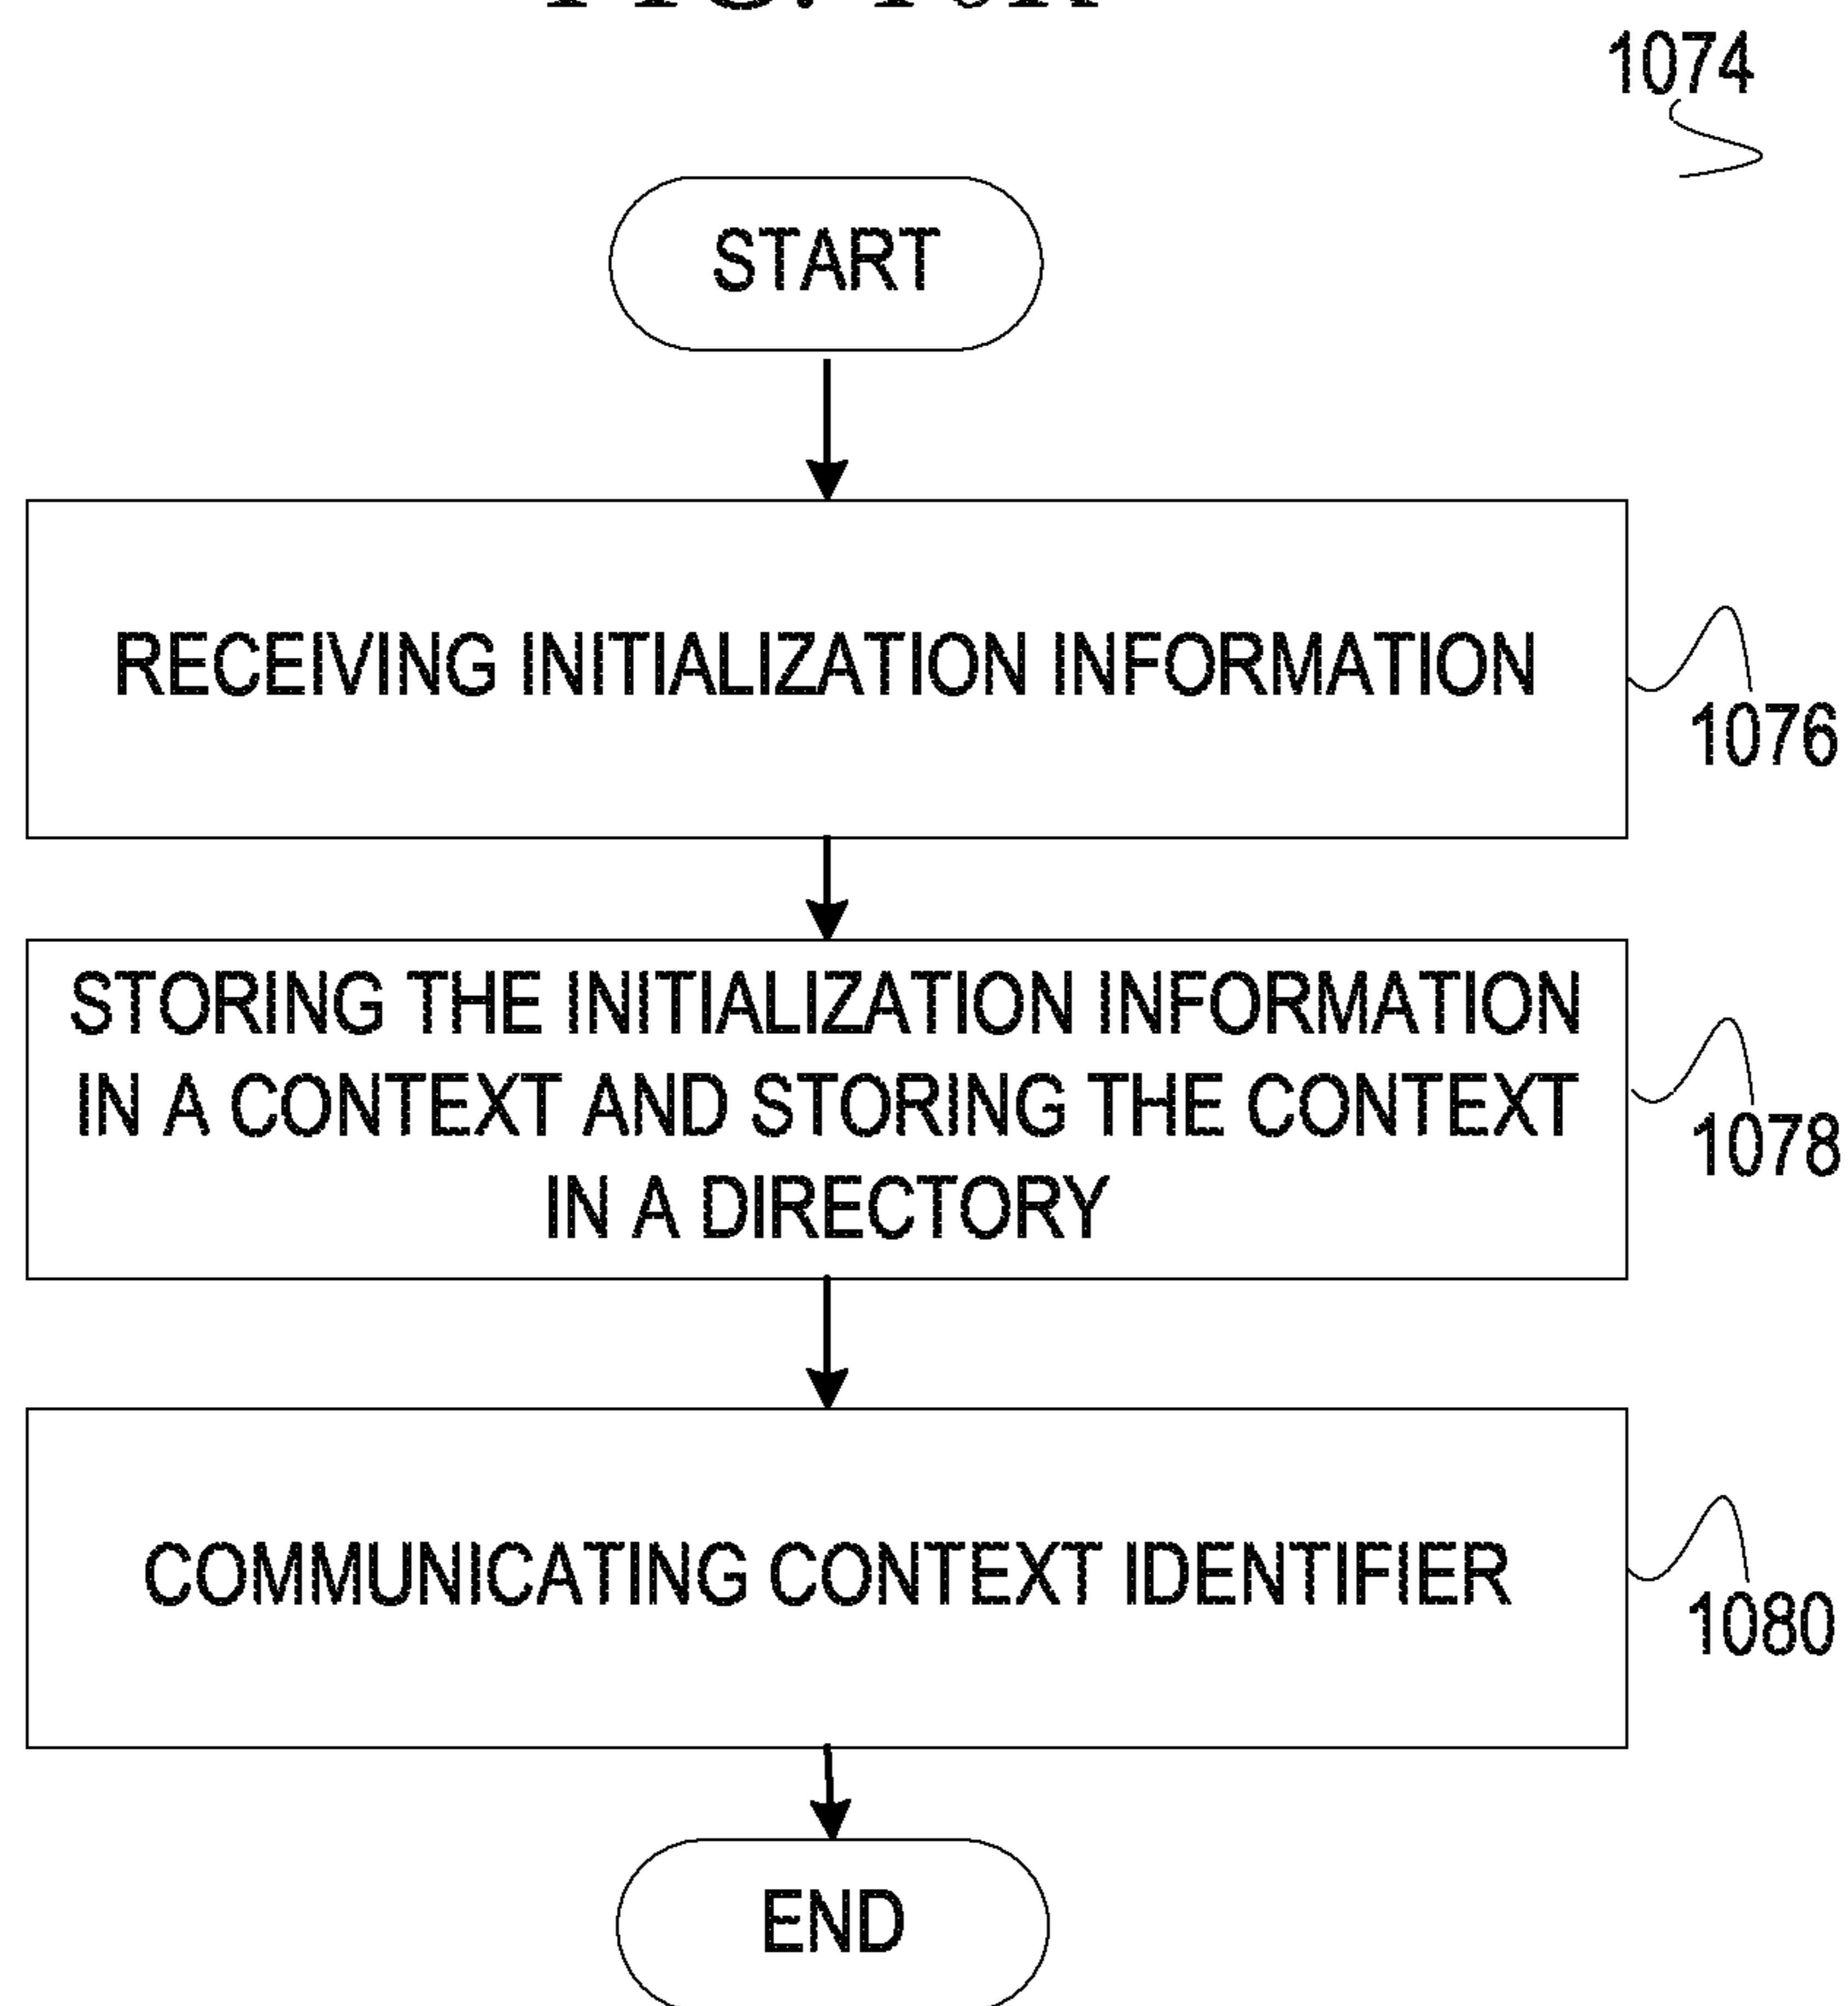 1074
START
RECEIVING INITIALIZATION INFORMATION
1076
STORING THE INITIALIZATION INFORMATION
IN A CONTEXT AND STORING THE CONTEXT
IN A DIRECTORY
1078
COMMUNICATING CONTEXT IDENTIFIER
1080
END